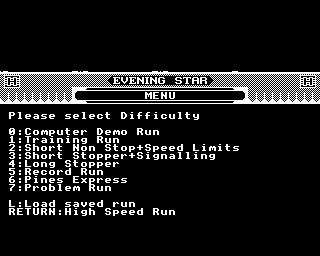 EVENING STAR
MENU
Please select Difficulty
0:Computer Demo Run
1:Training Run
2:Short Non Stop+Speed Limits
3:Short Stopper+Signalling
4:Long Stopper
5:Record Run
6:Pines Express
7:Problem Run
L:Load saved run
RETURN:High Speed Run